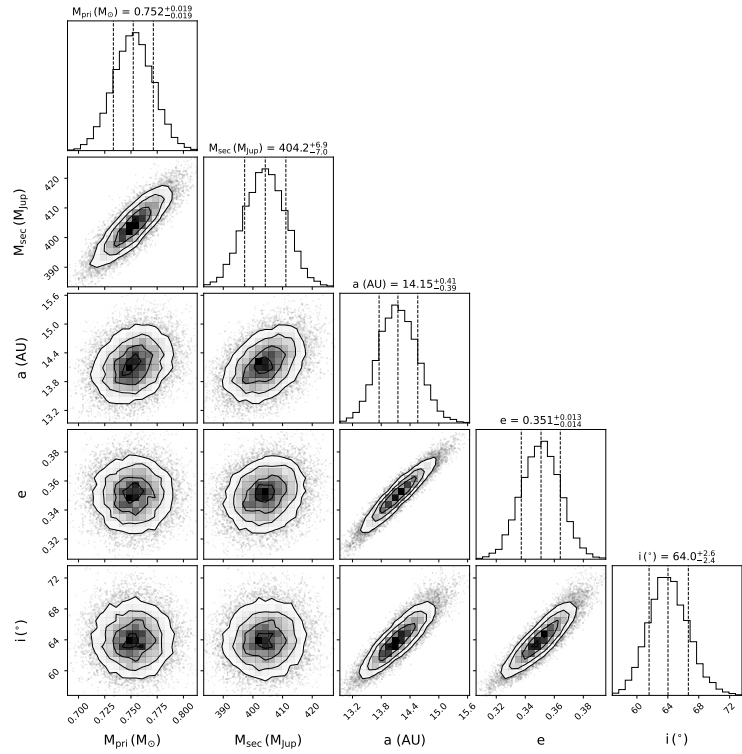 M_pri (M_⊙) = 0.752^{+0.019}_{−0.019}
M_sec (M_Jup) = 404.2^{+6.9}_{−7.0}
M_sec (M_Jup)
420
410
400
390
a (AU) = 14.15^{+0.41}_{−0.39}
a (AU)
15.6
15.0
14.4
13.8
13.2
e = 0.351^{+0.013}_{−0.014}
e
0.38
0.36
0.34
0.32
i (°) = 64.0^{+2.6}_{−2.4}
i (°)
72
68
64
60
0.700 0.725 0.750 0.775 0.800
390 400 410 420
13.2 13.8 14.4 15.0 15.6
0.32 0.34 0.36 0.38
60 64 68 72
M_pri (M_⊙) M_sec (M_Jup) a (AU) e i (°)